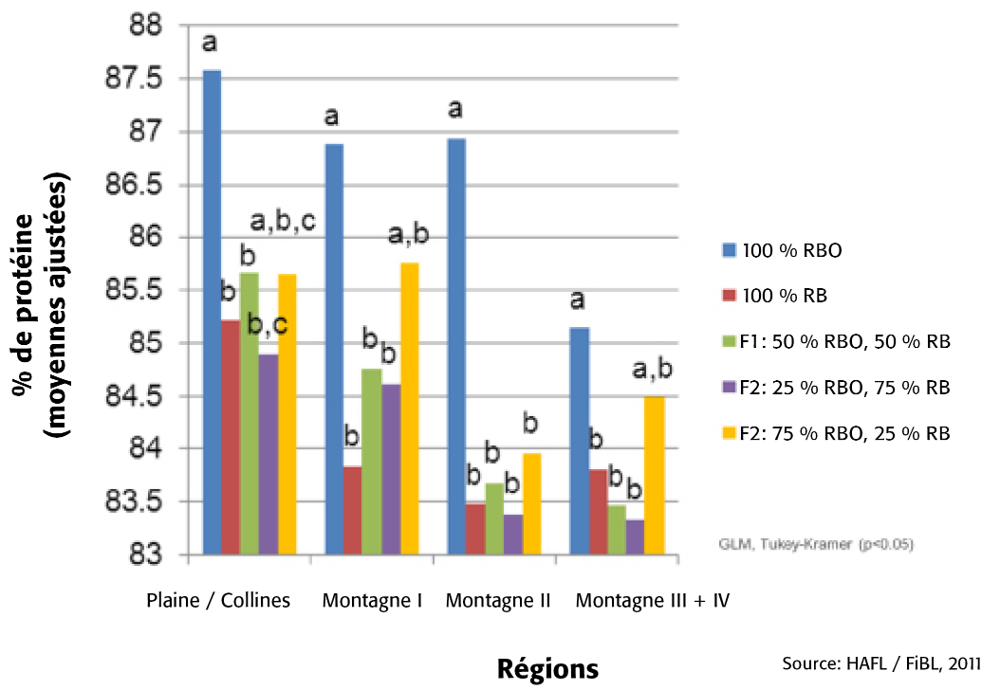 % de protéine
(moyennes ajustées)
88
87.5
87
86.5
86
85.5
85
84.5
84
83.5
83
a
b
b
b,c
a,b,c
a
b
b
b
a,b
a
b
b
b
b
a
b
b
b
a,b
100 % RBO
100 % RB
F1: 50 % RBO, 50 % RB
F2: 25 % RBO, 75 % RB
F2: 75 % RBO, 25 % RB
GLM, Tukey-Kramer (p<0.05)
Plaine / Collines
Montagne I
Montagne II
Montagne III + IV
Régions
Source: HAFL / FiBL, 2011